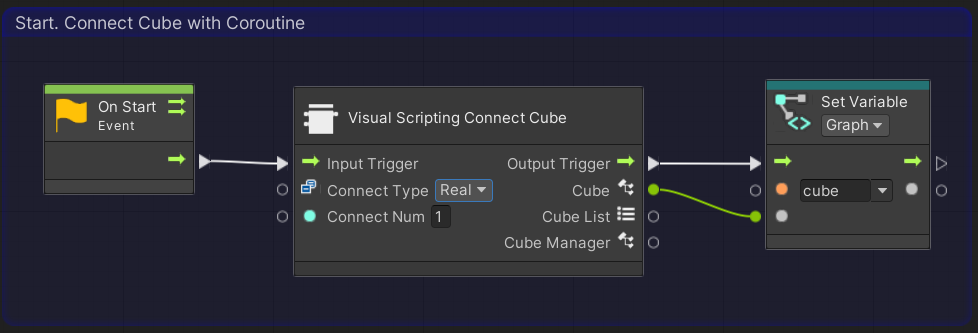 Start. Connect Cube with Coroutine
On Start
Event
Visual Scripting Connect Cube
Input Trigger
Output Trigger
Connect Type
Real
Cube
Connect Num
1
Cube List
Cube Manager
Set Variable
Graph
cube